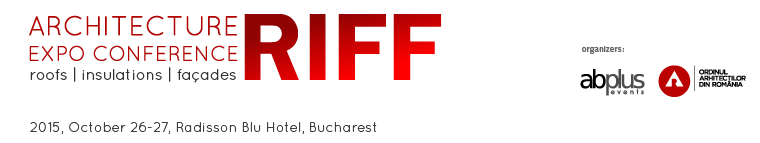 ARCHITECTURE
EXPO CONFERENCE
roofs | insulations | façades
RIFF
organizers:
abplus
events
ORDINUL
ARHITECȚILOR
DIN ROMÂNIA
2015, October 26-27, Radisson Blu Hotel, Bucharest